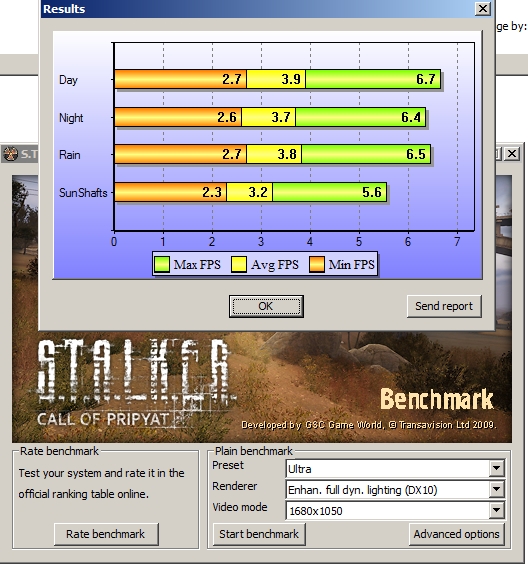 Results
ge by:
Day 2.7 3.9 6.7
Night 2.6 3.7 6.4
S.T
Rain 2.7 3.8 6.5
SunShafts 2.3 3.2 5.6
0 1 2 3 4 5 6 7
Max FPS Avg FPS Min FPS
OK
Send report
S.T.A.L.K.E.R.
CALL OF PRIPYAT
Benchmark
Developed by G3C Game World, © Transavision Ltd 2009.
Rate benchmark
Test your system and rate it in the
official ranking table online.
Rate benchmark
Plain benchmark
Preset Ultra
Renderer Enhan. full dyn. lighting (DX10)
Video mode 1680x1050
Start benchmark
Advanced options